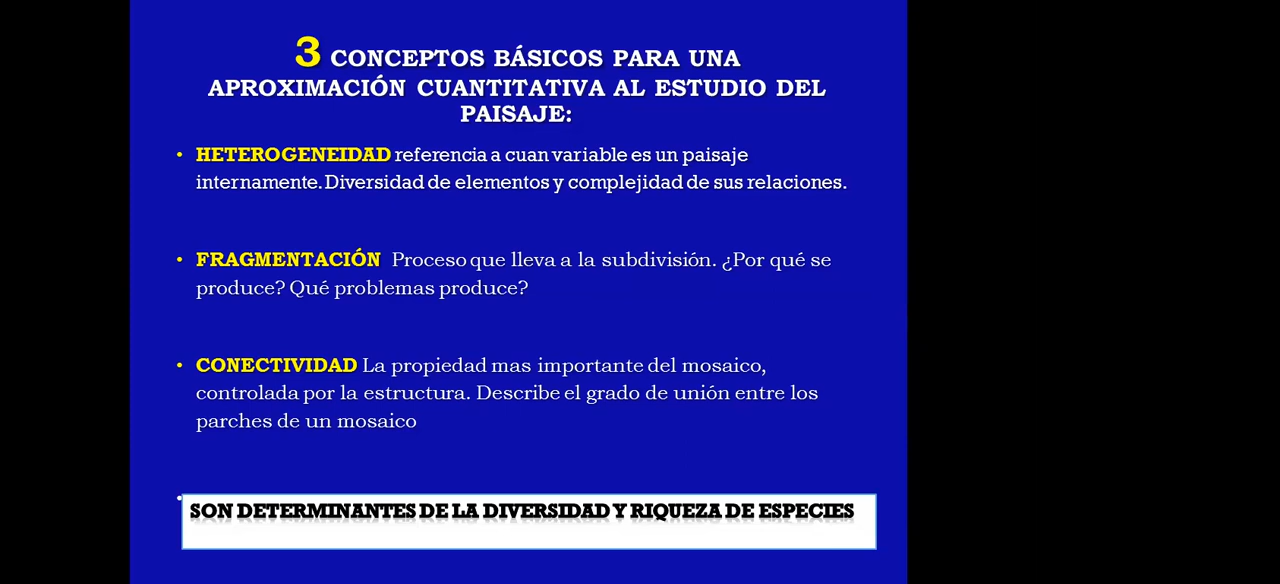 3 CONCEPTOS BÁSICOS PARA UNA
APROXIMACIÓN CUANTITATIVA AL ESTUDIO DEL
PAISAJE:
• HETEROGENEIDAD referencia a cuan variable es un paisaje
internamente. Diversidad de elementos y complejidad de sus relaciones.
• FRAGMENTACIÓN Proceso que lleva a la subdivisión. ¿Por qué se
produce? Qué problemas produce?
• CONECTIVIDAD La propiedad mas importante del mosaico,
controlada por la estructura. Describe el grado de unión entre los
parches de un mosaico
• SON DETERMINANTES DE LA DIVERSIDAD Y RIQUEZA DE ESPECIES